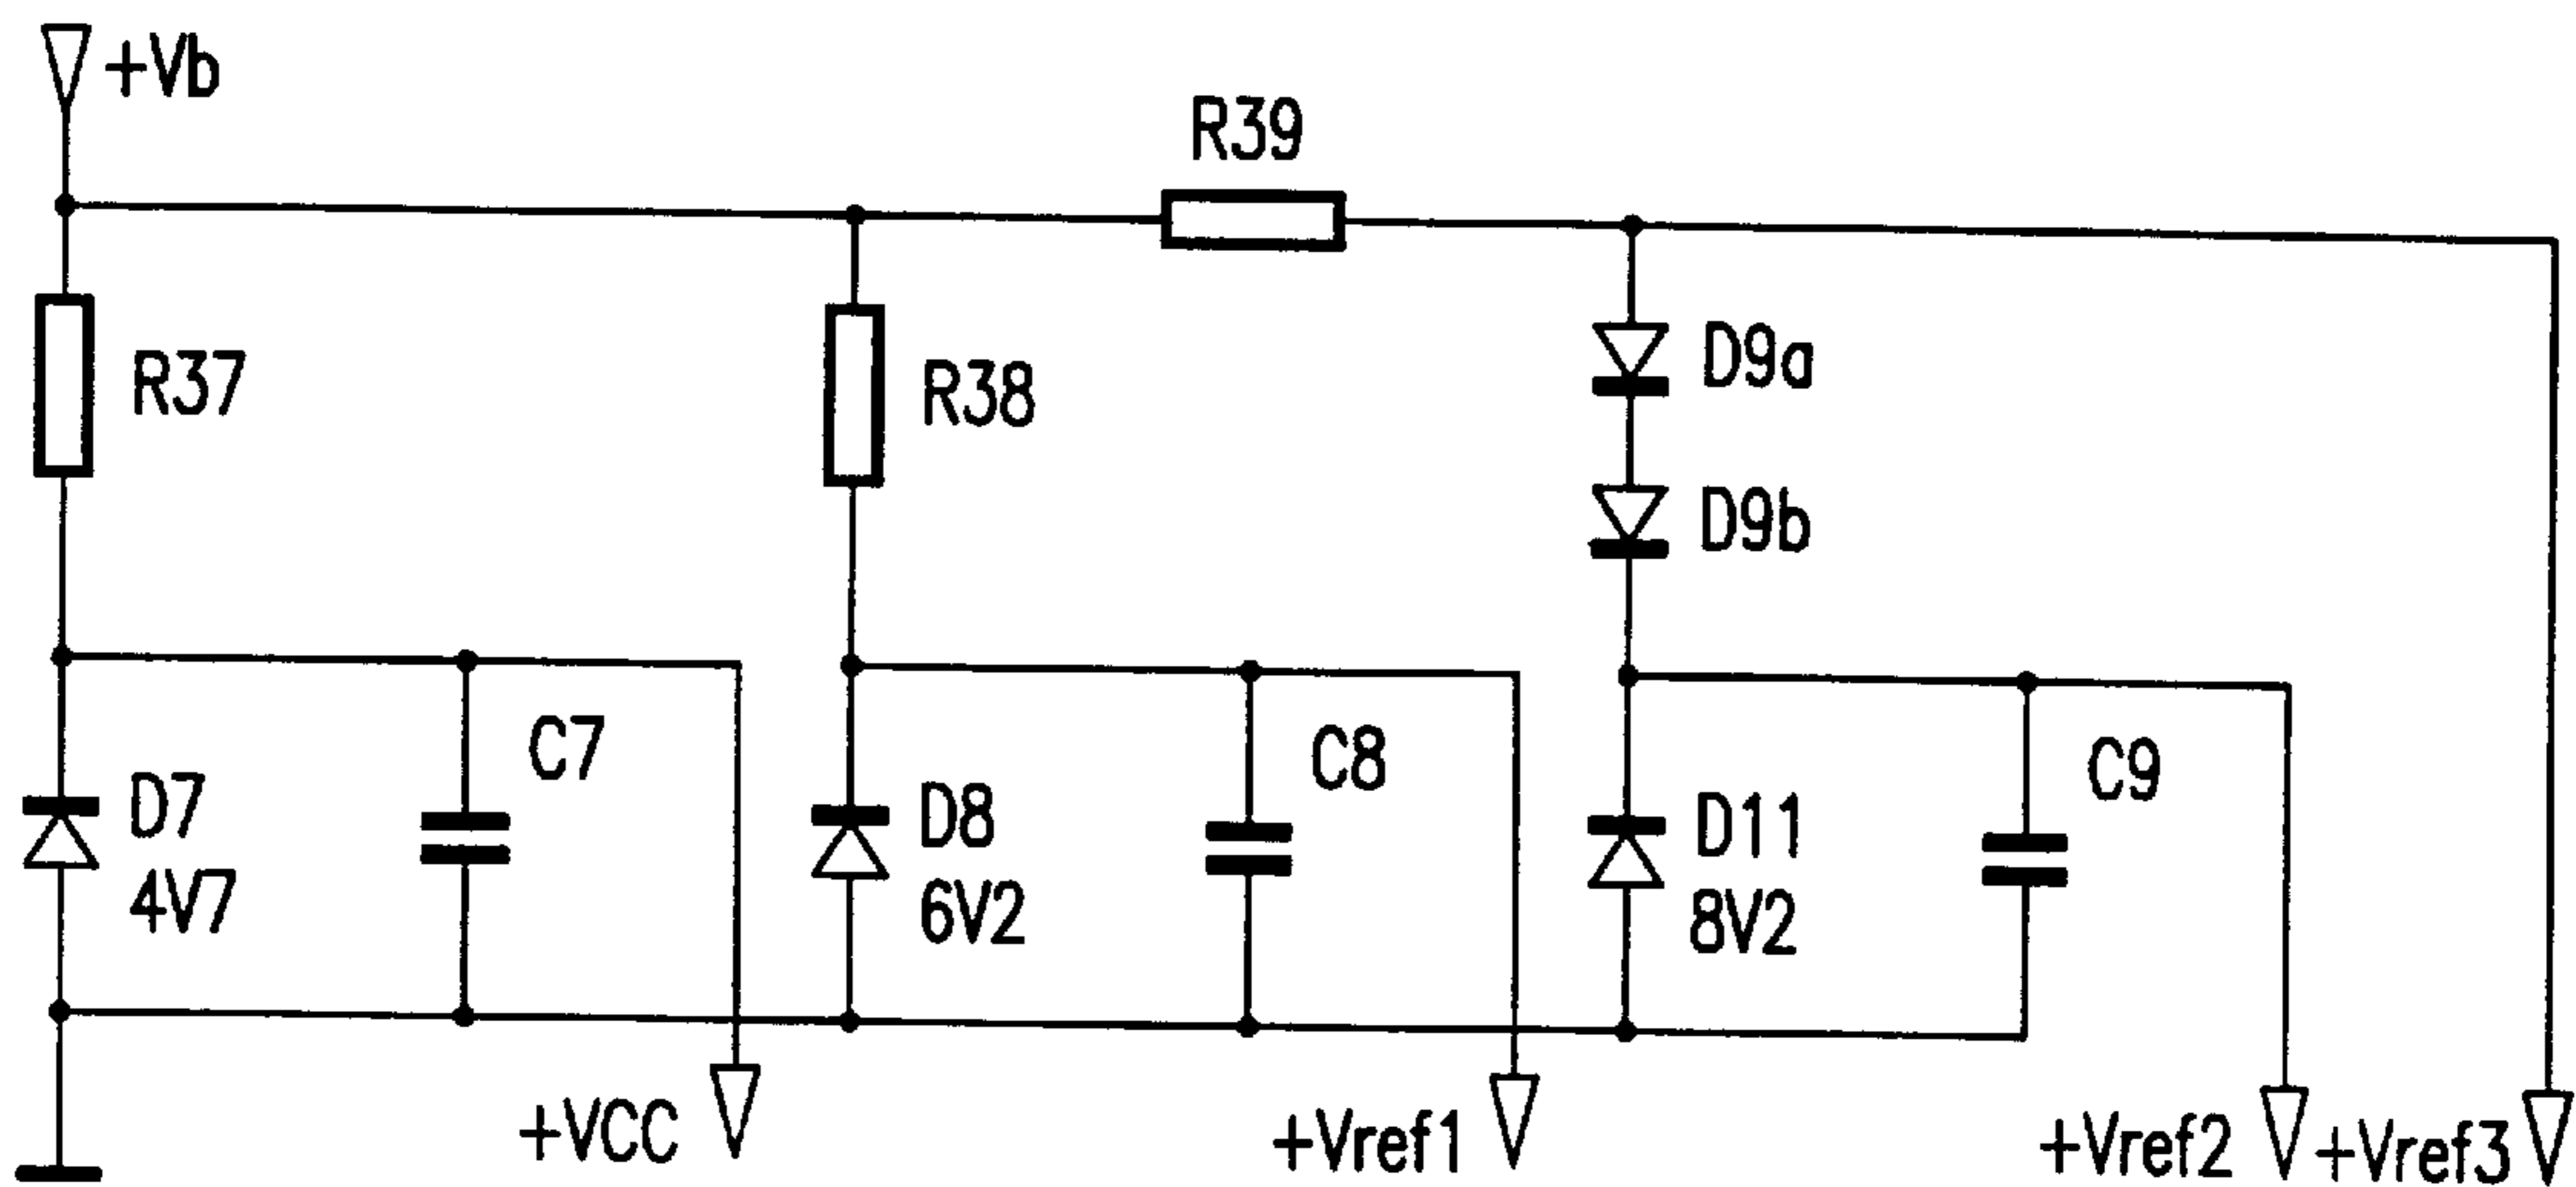 +Vb
R39
R37
R38
D9a
D9b
C7
C8
C9
D7
4V7
D8
6V2
D11
8V2
+VCC
+Vref1
+Vref2
+Vref3